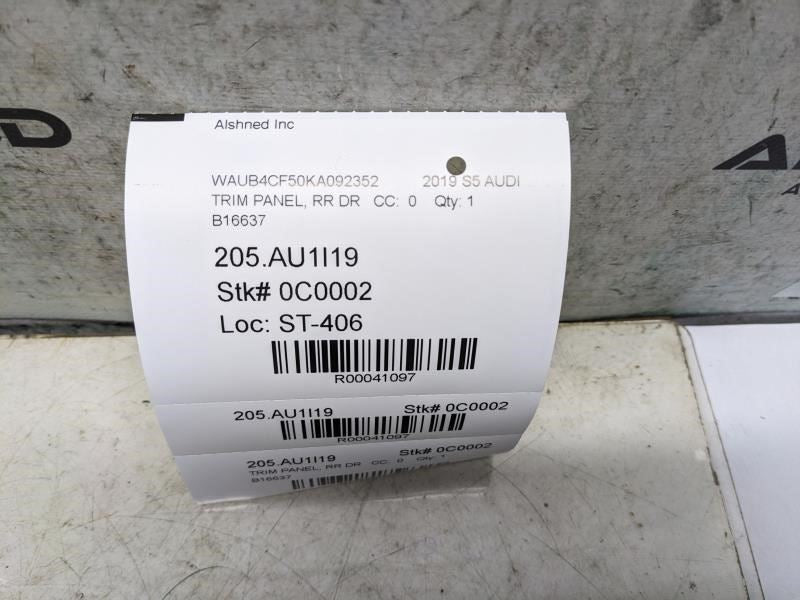 Alshned Inc
WAUB4CF50KA092352 2019 S5 AUDI
TRIM PANEL, RR DR CC: 0 Qty: 1
B16637
205.AU1I19
Stk# 0C0002
Loc: ST-406
R00041097
205.AU1I19 Stk# 0C0002
R00041097
205.AU1I19 Stk# 0C0002
TRIM PANEL, RR DR CC: 0 Qty: 1
B16637